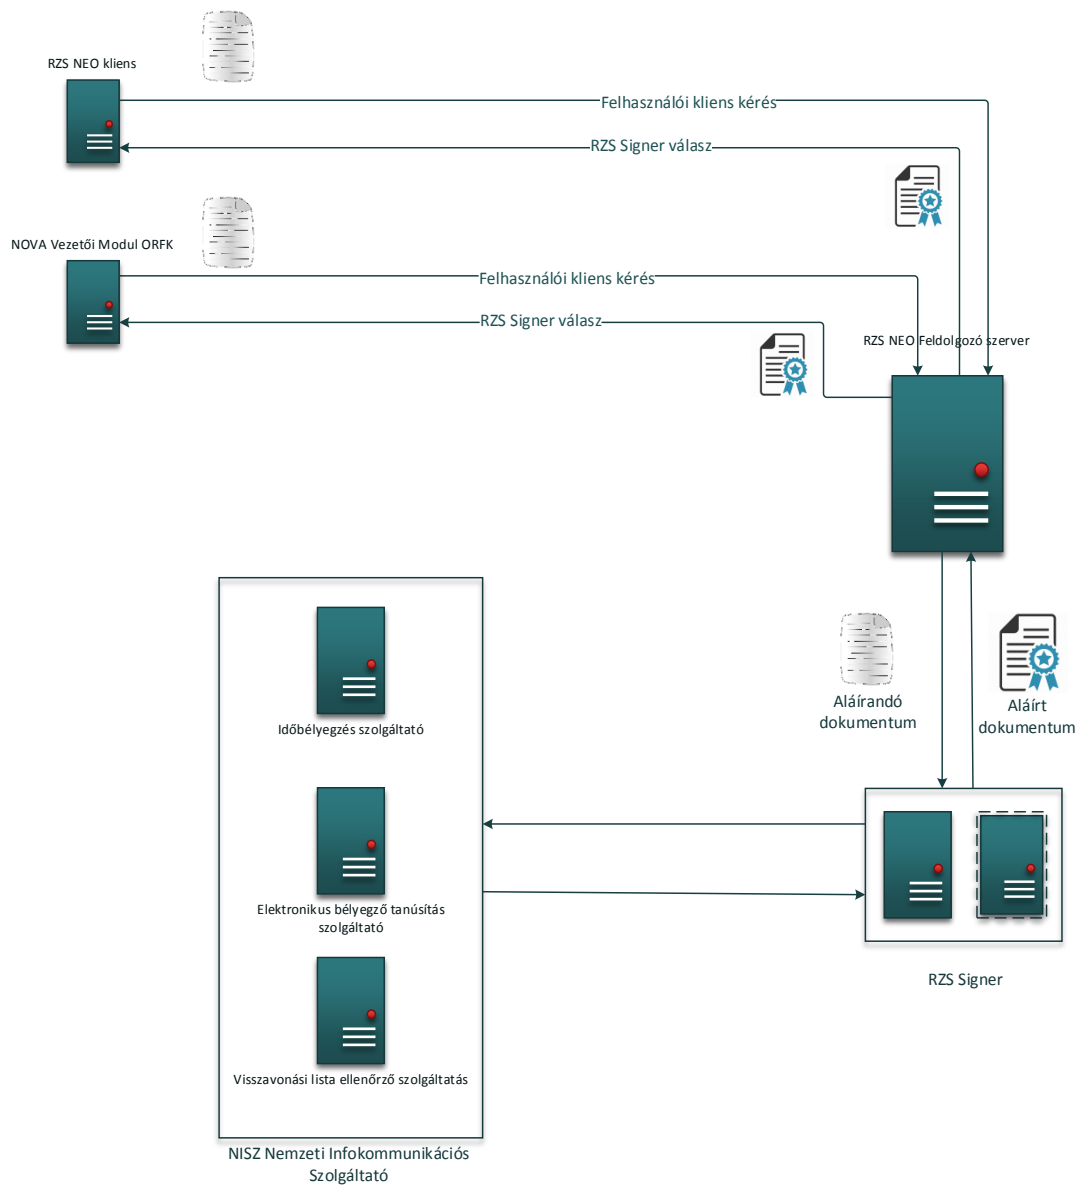 RZS NEO kliens
Felhasználói kliens kérés
RZS Signer válasz
NOVA Vezetői Modul ORFK
Felhasználói kliens kérés
RZS Signer válasz
RZS NEO Feldolgozó szerver
Aláírandó
dokumentum
Aláírt
dokumentum
Időbélyegzés szolgáltató
Elektronikus bélyegző tanúsítás
szolgáltató
Visszavonási lista ellenőrző szolgáltatás
RZS Signer
NISZ Nemzeti Infokommunikációs
Szolgáltató